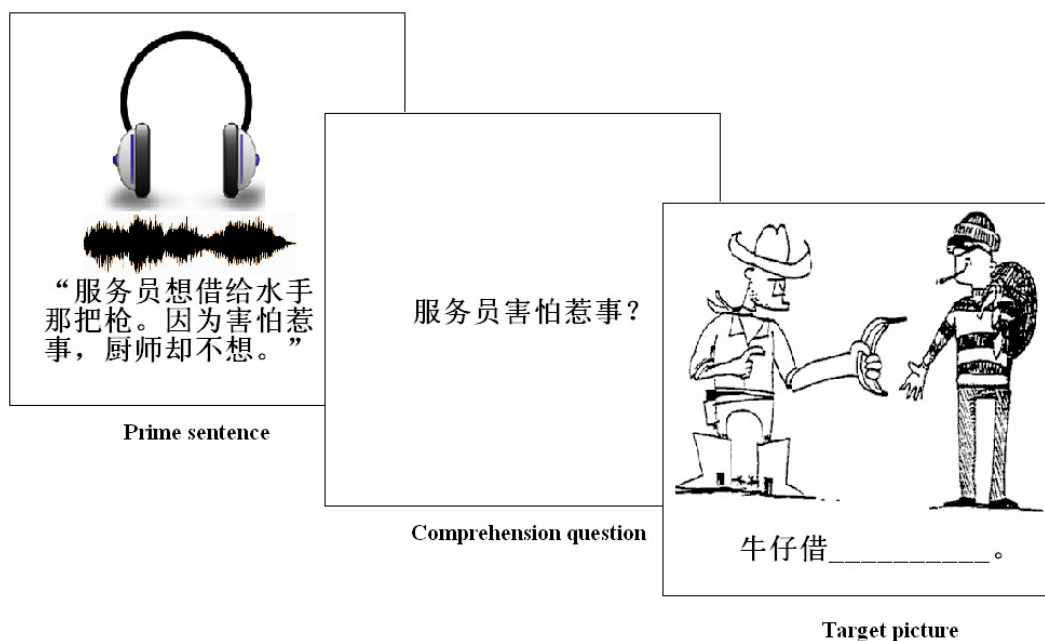 “服务员想借给水手
那把枪。因为害怕惹
事，厨师却不想。”
Prime sentence
服务员害怕惹事？
Comprehension question
牛仔借__________。
Target picture